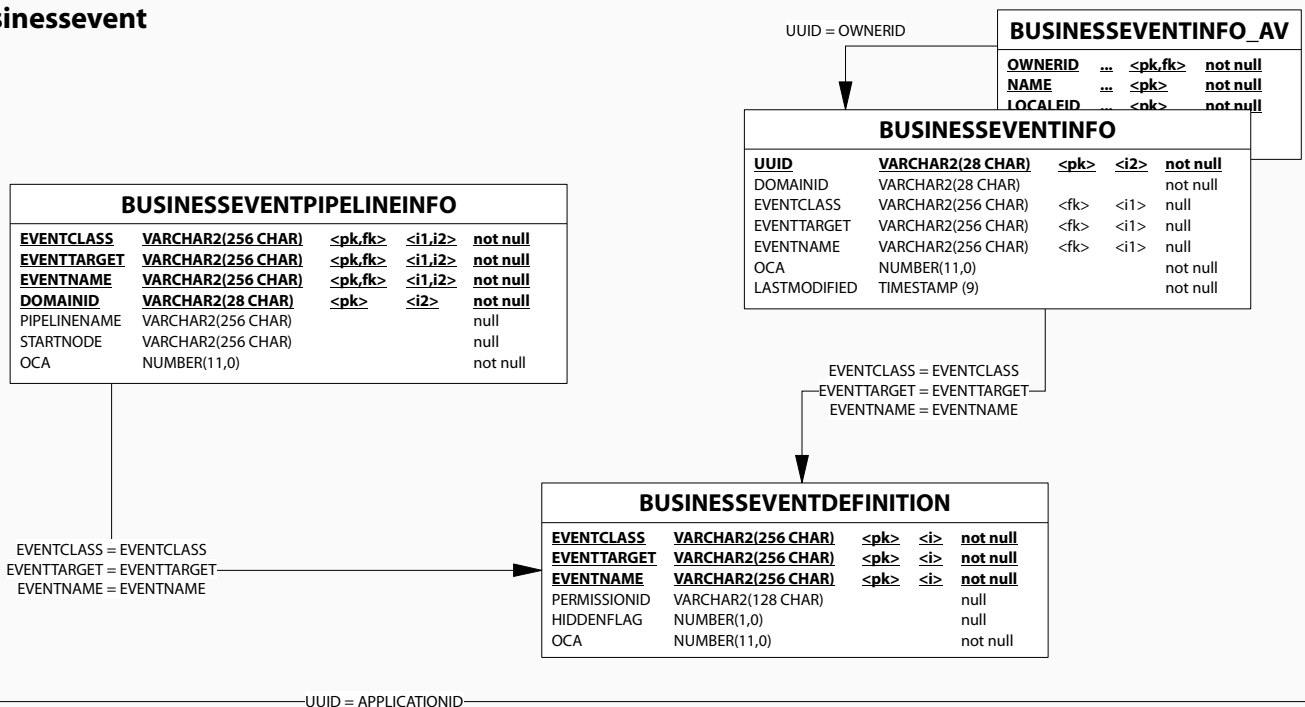 sinessevent
UUID = OWNERID
BUSINESSEVENTINFO_AV
OWNERID ... <pk,fk> not null
NAME ... <pk> not null
LOCALEID ... <pk> not null
BUSINESSEVENTINFO
UUID VARCHAR2(28 CHAR) <pk> <i2> not null
DOMAINID VARCHAR2(28 CHAR) not null
EVENTCLASS VARCHAR2(256 CHAR) <fk> <i1> null
EVENTTARGET VARCHAR2(256 CHAR) <fk> <i1> null
EVENTNAME VARCHAR2(256 CHAR) <fk> <i1> null
OCA NUMBER(11,0) not null
LASTMODIFIED TIMESTAMP (9) not null
BUSINESSEVENTPIPELINEINFO
EVENTCLASS VARCHAR2(256 CHAR) <pk,fk> <i1,i2> not null
EVENTTARGET VARCHAR2(256 CHAR) <pk,fk> <i1,i2> not null
EVENTNAME VARCHAR2(256 CHAR) <pk,fk> <i1,i2> not null
DOMAINID VARCHAR2(28 CHAR) <pk> <i2> not null
PIPELINENAME VARCHAR2(256 CHAR) null
STARTNODE VARCHAR2(256 CHAR) null
OCA NUMBER(11,0) not null
EVENTCLASS = EVENTCLASS
EVENTTARGET = EVENTTARGET
EVENTNAME = EVENTNAME
BUSINESSEVENTDEFINITION
EVENTCLASS VARCHAR2(256 CHAR) <pk> <i> not null
EVENTTARGET VARCHAR2(256 CHAR) <pk> <i> not null
EVENTNAME VARCHAR2(256 CHAR) <pk> <i> not null
PERMISSIONID VARCHAR2(128 CHAR) null
HIDDENFLAG NUMBER(1,0) null
OCA NUMBER(11,0) not null
EVENTCLASS = EVENTCLASS
EVENTTARGET = EVENTTARGET
EVENTNAME = EVENTNAME
UUID = APPLICATIONID